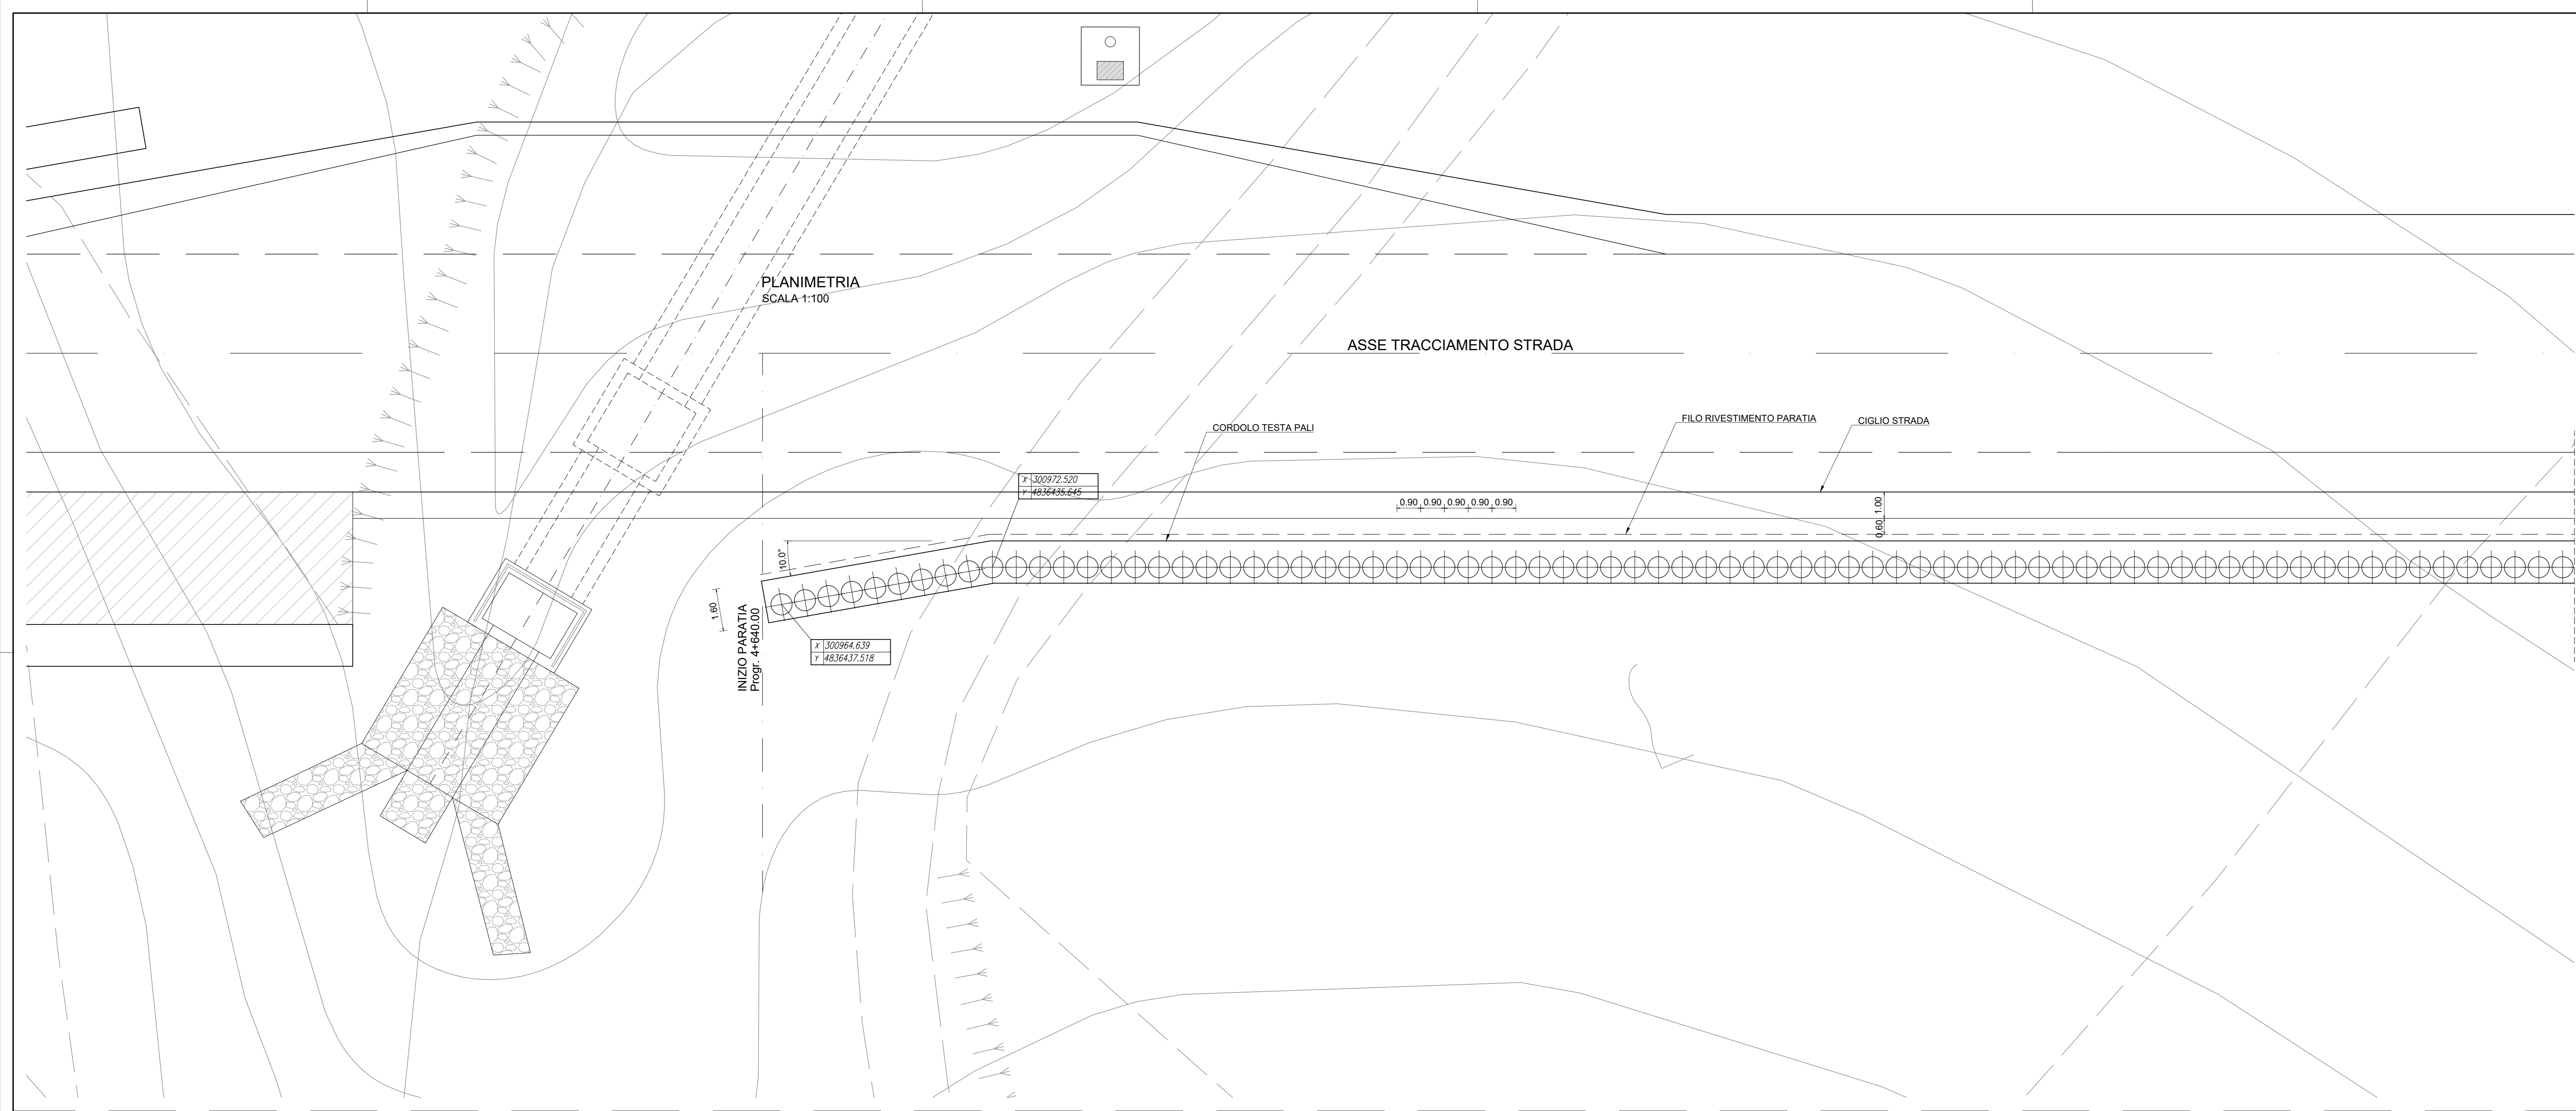 PLANIMETRIA
SCALA 1:100
ASSE TRACCIAMENTO STRADA
CORDOLO TESTA PALI
FILO RIVESTIMENTO PARATIA
CIGLIO STRADA
X 300972.520
Y 4836435.645
0.90 0.90 0.90 0.90 0.90
1.00
0.60
10.0°
1.60
INIZIO PARATIA
Progr. 4+640.00
X 300964.639
Y 4836437.518